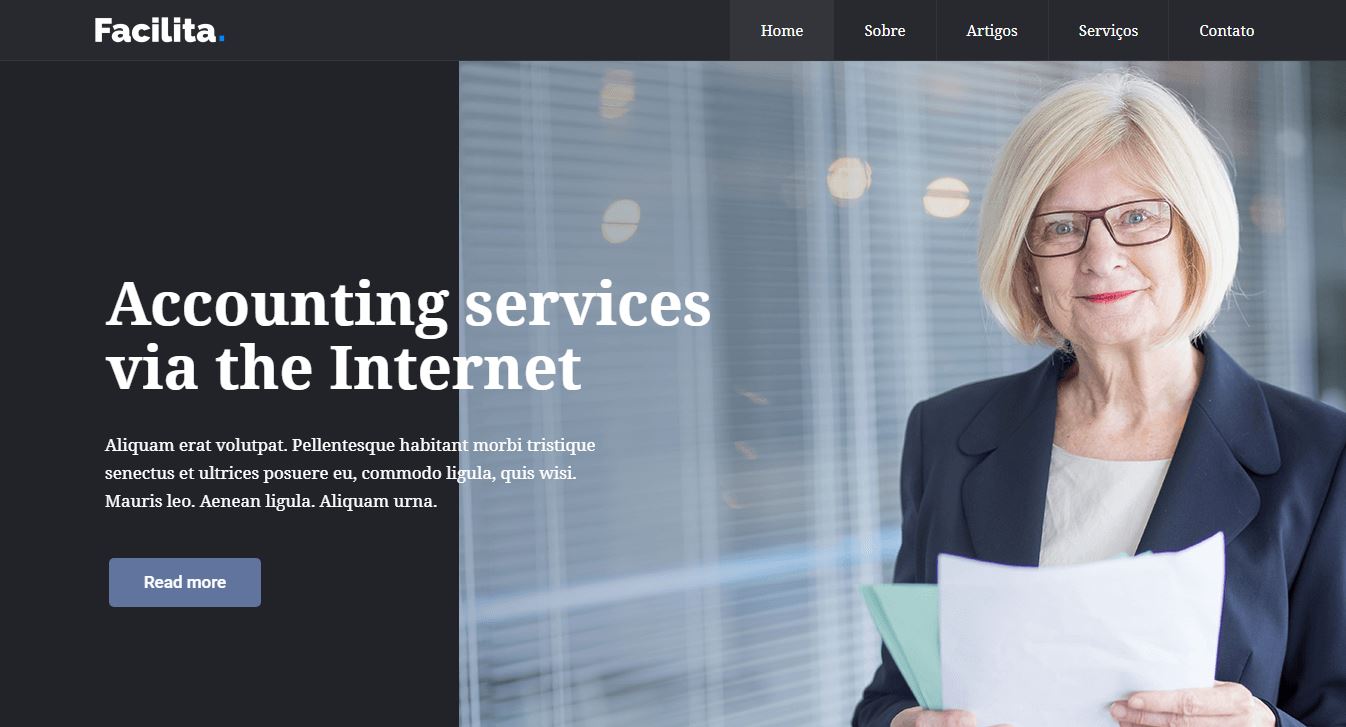 Facilita.
Home Sobre Artigos Serviços Contato
Accounting services
via the Internet
Aliquam erat volutpat. Pellentesque habitant morbi tristique
senectus et ultrices posuere eu, commodo ligula, quis wisi.
Mauris leo. Aenean ligula. Aliquam urna.
Read more